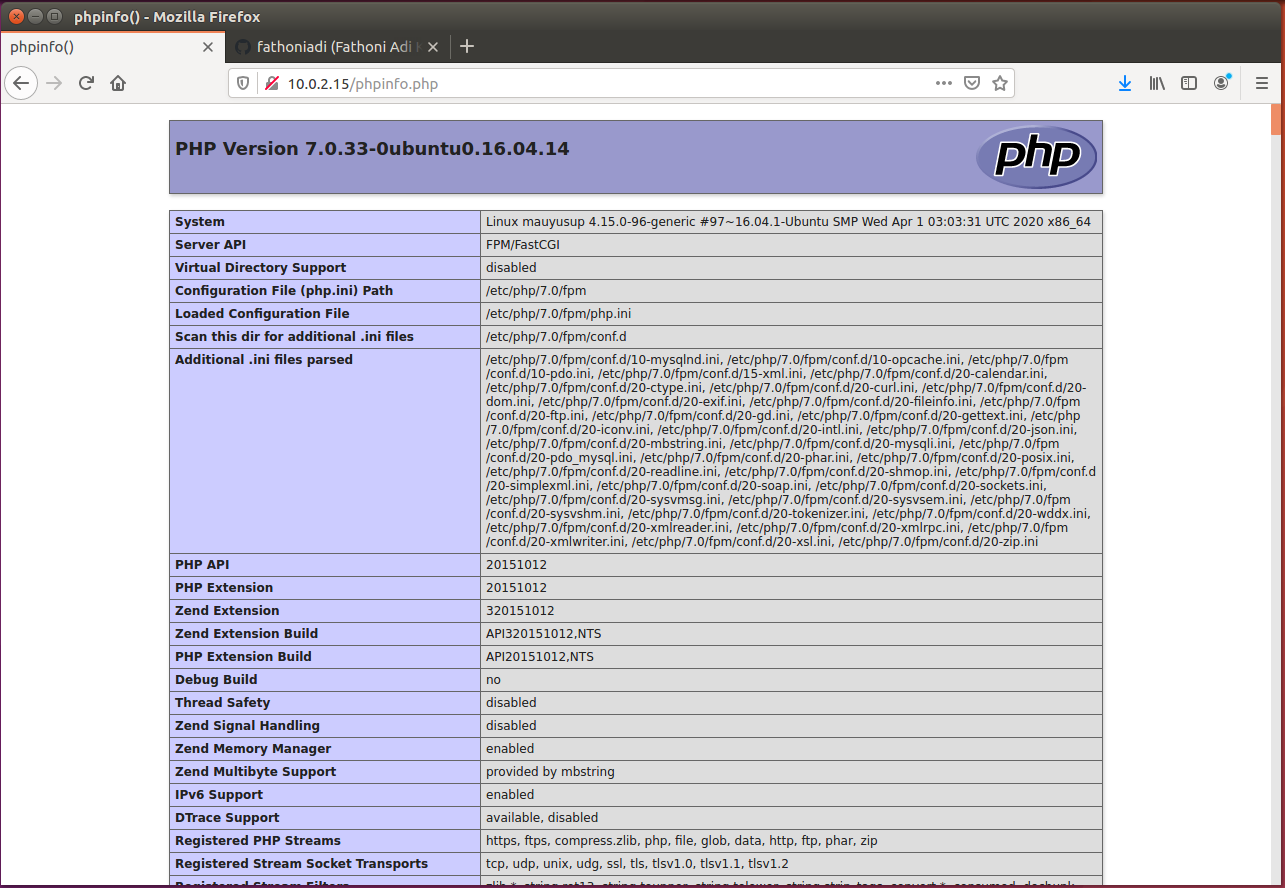 phpinfo() - Mozilla Firefox
phpinfo()
fathoniadi (Fathoni Adi
10.0.2.15/phpinfo.php
PHP Version 7.0.33-0ubuntu0.16.04.14
php
System Linux mauyusup 4.15.0-96-generic #97~16.04.1-Ubuntu SMP Wed Apr 1 03:03:31 UTC 2020 x86_64
Server API FPM/FastCGI
Virtual Directory Support disabled
Configuration File (php.ini) Path /etc/php/7.0/fpm
Loaded Configuration File /etc/php/7.0/fpm/php.ini
Scan this dir for additional .ini files /etc/php/7.0/fpm/conf.d
Additional .ini files parsed /etc/php/7.0/fpm/conf.d/10-mysqlnd.ini, /etc/php/7.0/fpm/conf.d/10-opcache.ini, /etc/php/7.0/fpm
/conf.d/10-pdo.ini, /etc/php/7.0/fpm/conf.d/15-xml.ini, /etc/php/7.0/fpm/conf.d/20-calendar.ini,
/etc/php/7.0/fpm/conf.d/20-ctype.ini, /etc/php/7.0/fpm/conf.d/20-curl.ini, /etc/php/7.0/fpm/conf.d/20-
dom.ini, /etc/php/7.0/fpm/conf.d/20-exif.ini, /etc/php/7.0/fpm/conf.d/20-fileinfo.ini, /etc/php/7.0/fpm
/conf.d/20-ftp.ini, /etc/php/7.0/fpm/conf.d/20-gd.ini, /etc/php/7.0/fpm/conf.d/20-gettext.ini, /etc/php
/7.0/fpm/conf.d/20-iconv.ini, /etc/php/7.0/fpm/conf.d/20-intl.ini, /etc/php/7.0/fpm/conf.d/20-json.ini,
/etc/php/7.0/fpm/conf.d/20-mbstring.ini, /etc/php/7.0/fpm/conf.d/20-mysqli.ini, /etc/php/7.0/fpm
/conf.d/20-pdo_mysql.ini, /etc/php/7.0/fpm/conf.d/20-phar.ini, /etc/php/7.0/fpm/conf.d/20-posix.ini,
/etc/php/7.0/fpm/conf.d/20-readline.ini, /etc/php/7.0/fpm/conf.d/20-shmop.ini, /etc/php/7.0/fpm/conf.d
/20-simplexml.ini, /etc/php/7.0/fpm/conf.d/20-soap.ini, /etc/php/7.0/fpm/conf.d/20-sockets.ini,
/etc/php/7.0/fpm/conf.d/20-sysvmsg.ini, /etc/php/7.0/fpm/conf.d/20-sysvsem.ini, /etc/php/7.0/fpm
/conf.d/20-sysvshm.ini, /etc/php/7.0/fpm/conf.d/20-tokenizer.ini, /etc/php/7.0/fpm/conf.d/20-wddx.ini,
/etc/php/7.0/fpm/conf.d/20-xmlreader.ini, /etc/php/7.0/fpm/conf.d/20-xmlrpc.ini, /etc/php/7.0/fpm
/conf.d/20-xmlwriter.ini, /etc/php/7.0/fpm/conf.d/20-xsl.ini, /etc/php/7.0/fpm/conf.d/20-zip.ini
PHP API 20151012
PHP Extension 20151012
Zend Extension 320151012
Zend Extension Build API320151012,NTS
PHP Extension Build API20151012,NTS
Debug Build no
Thread Safety disabled
Zend Signal Handling disabled
Zend Memory Manager enabled
Zend Multibyte Support provided by mbstring
IPv6 Support enabled
DTrace Support available, disabled
Registered PHP Streams https, ftps, compress.zlib, php, file, glob, data, http, ftp, phar, zip
Registered Stream Socket Transports tcp, udp, unix, udg, ssl, tls, tlsv1.0, tlsv1.1, tlsv1.2
Registered Stream Filters zlib.*, string.rot13, string.toupper, string.tolower, string.strip_tags, convert.*, consumed, dechunk,